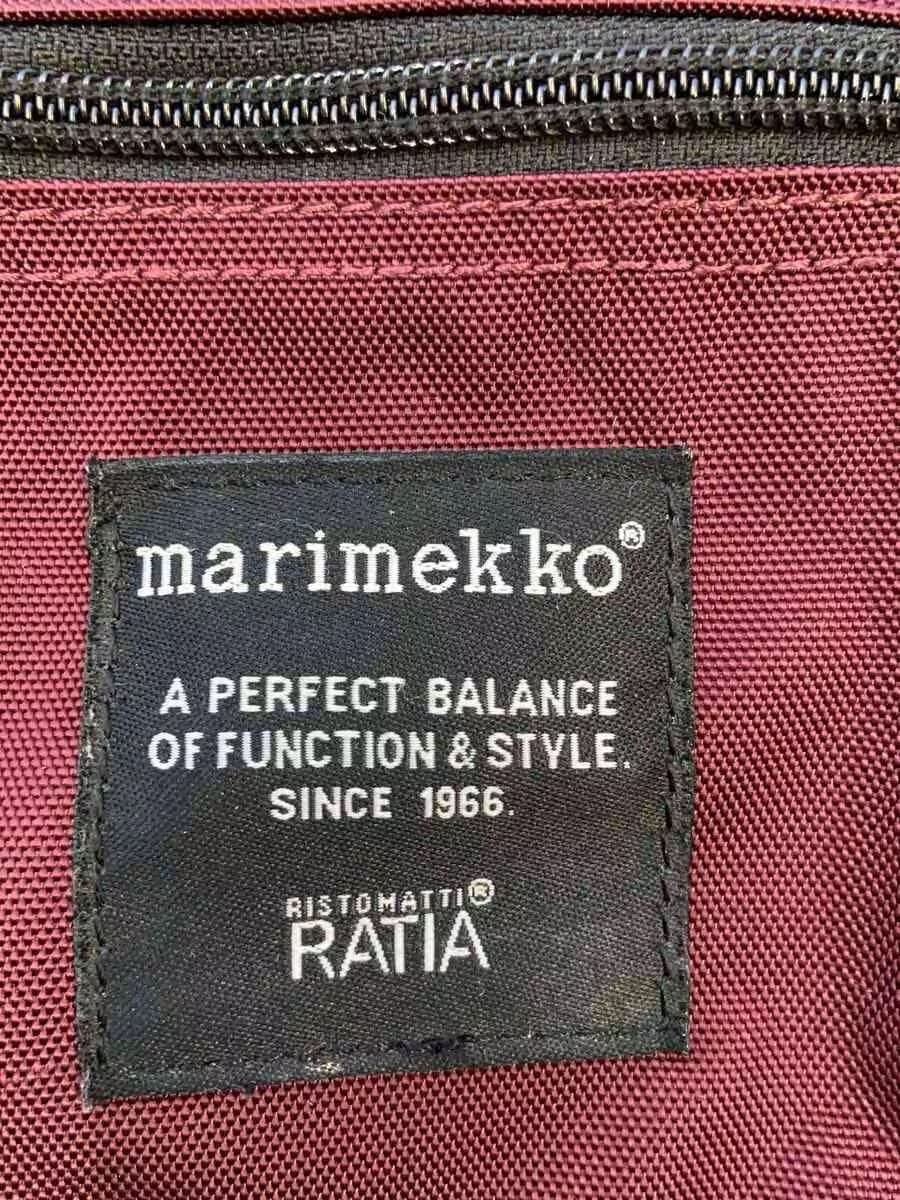 marimekko®
A PERFECT BALANCE
OF FUNCTION & STYLE.
SINCE 1966.
RISTOMATTI®
RATIA